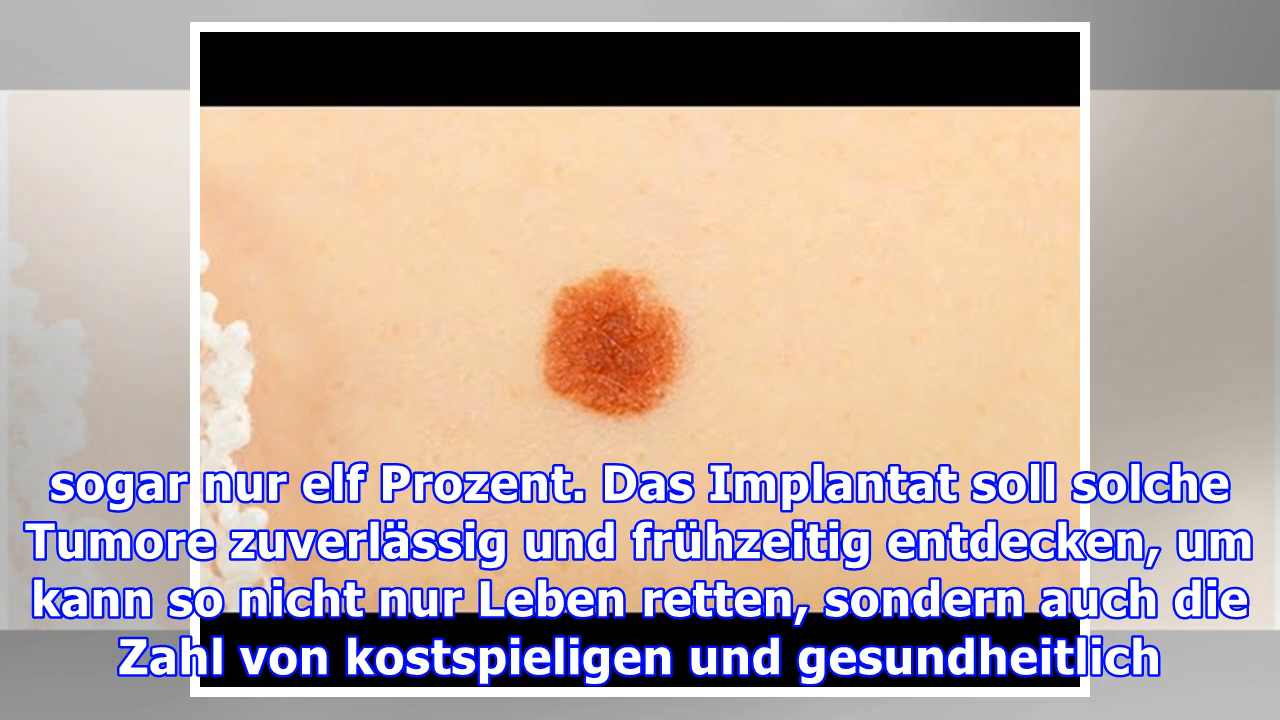 sogar nur elf Prozent. Das Implantat soll solche
Tumore zuverlässig und frühzeitig entdecken, um
kann so nicht nur Leben retten, sondern auch die
Zahl von kostspieligen und gesundheitlich